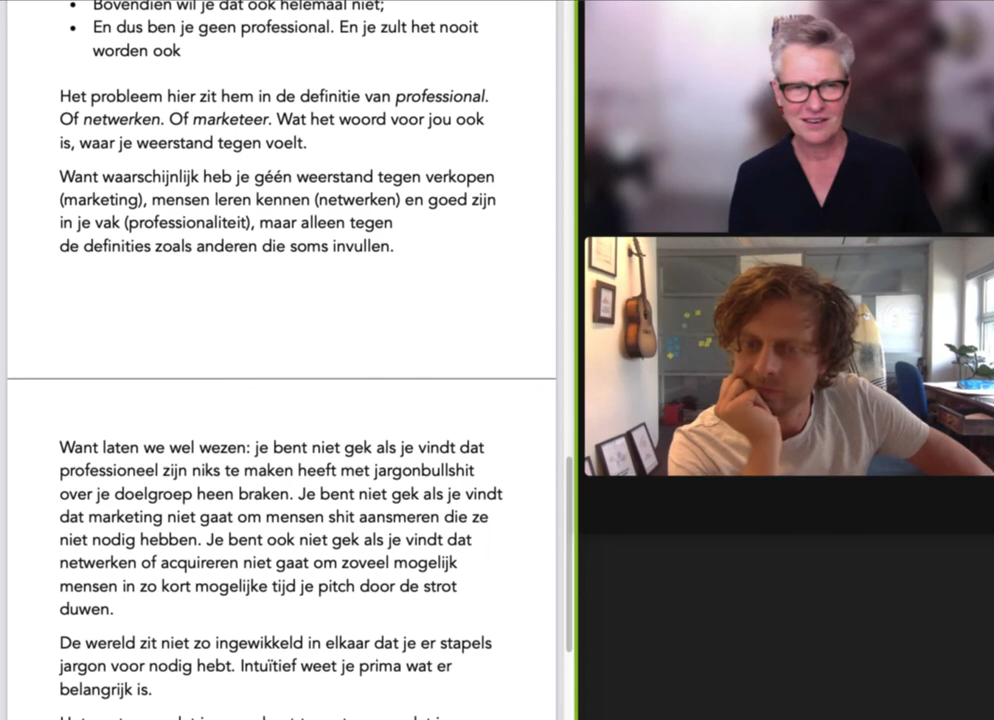 Bovendien wil je dat ook helemaal niet;
En dus ben je geen professional. En je zult het nooit
worden ook
Het probleem hier zit hem in de definitie van professional.
Of netwerken. Of marketeer. Wat het woord voor jou ook
is, waar je weerstand tegen voelt.
Want waarschijnlijk heb je géén weerstand tegen verkopen
(marketing), mensen leren kennen (netwerken) en goed zijn
in je vak (professionaliteit), maar alleen tegen
de definities zoals anderen die soms invullen.
Want laten we wel wezen: je bent niet gek als je vindt dat
professioneel zijn niks te maken heeft met jargonbullshit
over je doelgroep heen braken. Je bent niet gek als je vindt
dat marketing niet gaat om mensen shit aansmeren die ze
niet nodig hebben. Je bent ook niet gek als je vindt dat
netwerken of acquireren niet gaat om zoveel mogelijk
mensen in zo kort mogelijke tijd je pitch door de strot
duwen.
De wereld zit niet zo ingewikkeld in elkaar dat je er stapels
jargon voor nodig hebt. Intuïtief weet je prima wat er
belangrijk is.